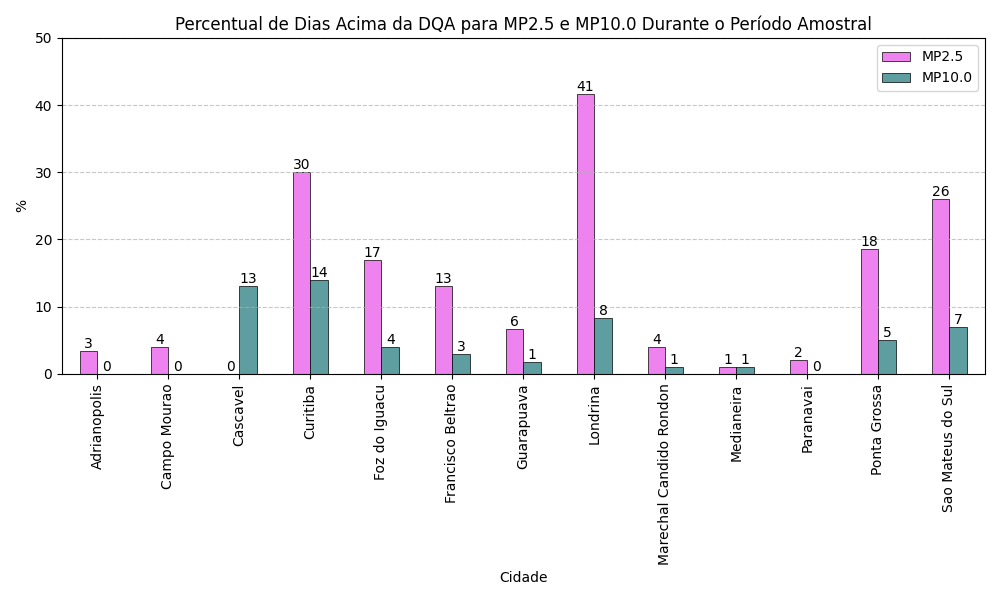 Percentual de Dias Acima da DQA para MP2.5 e MP10.0 Durante o Período Amostral
MP2.5
MP10.0
%
50
40
30
20
10
0
3 0
4 0
0 13
30 14
17 4
13 3
6 1
41 8
4 1
1 1
2 0
18 5
26 7
Adrianopolis
Campo Mourao
Cascavel
Curitiba
Foz do Iguacu
Francisco Beltrao
Guarapuava
Londrina
Marechal Candido Rondon
Medianeira
Paranavai
Ponta Grossa
Sao Mateus do Sul
Cidade